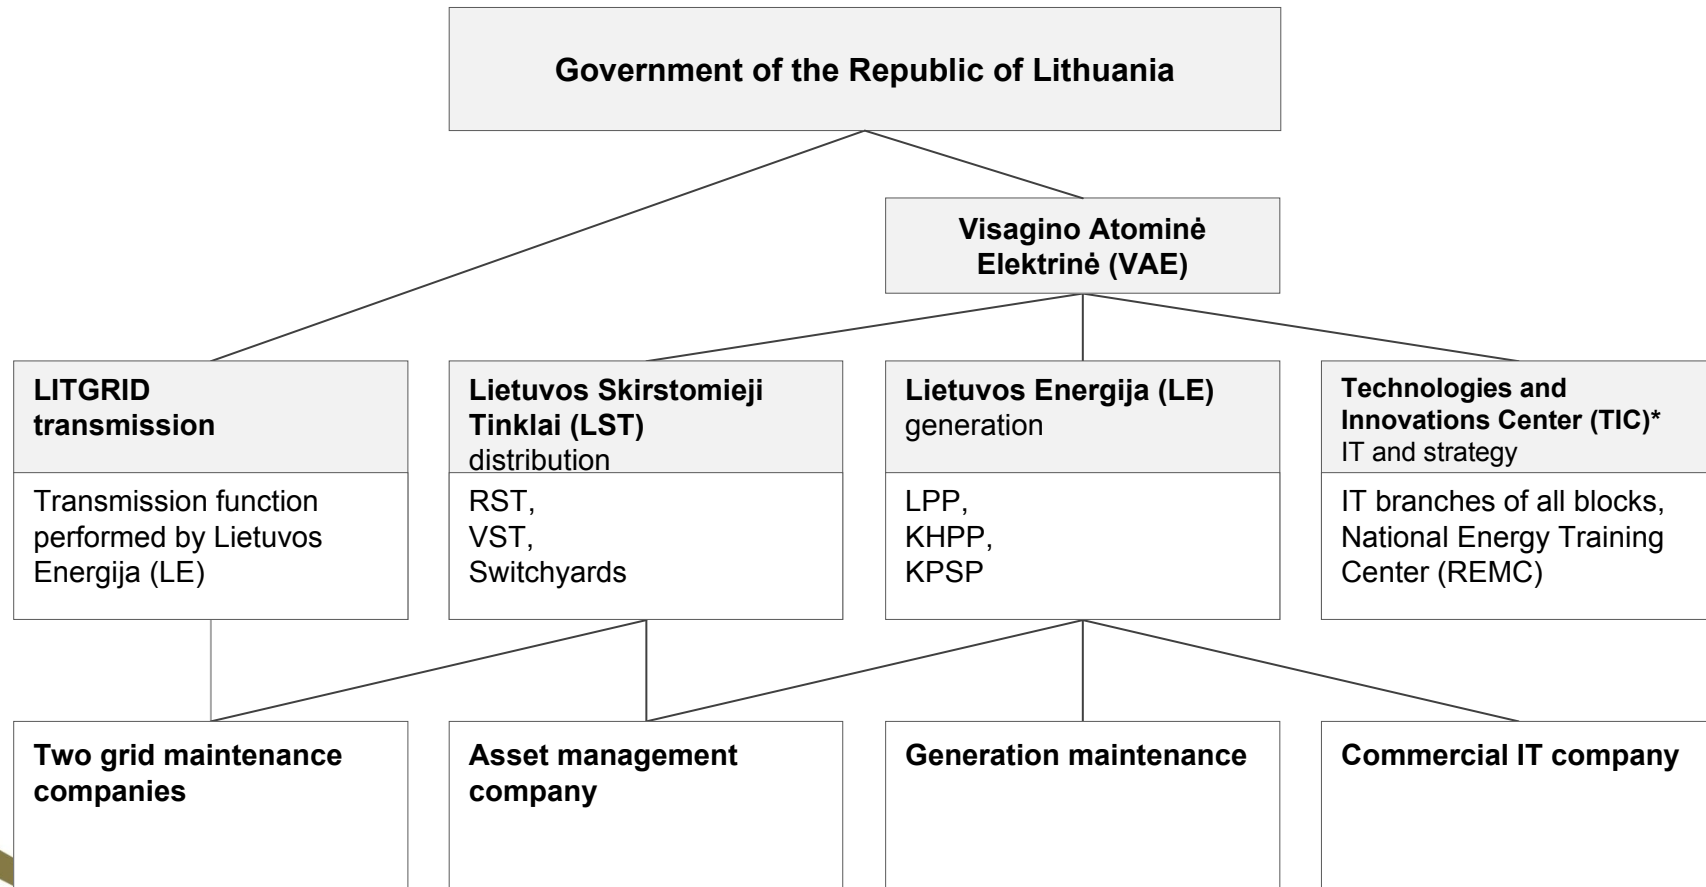 Government of the Republic of Lithuania
Visagino Atominė
Elektrinė (VAE)
LITGRID
transmission
Lietuvos Skirstomieji
Tinklai (LST)
distribution
Lietuvos Energija (LE)
generation
Technologies and
Innovations Center (TIC)*
IT and strategy
Transmission function
performed by Lietuvos
Energija (LE)
RST,
VST,
Switchyards
LPP,
KHPP,
KPSP
IT branches of all blocks,
National Energy Training
Center (REMC)
Two grid maintenance
companies
Asset management
company
Generation maintenance
Commercial IT company